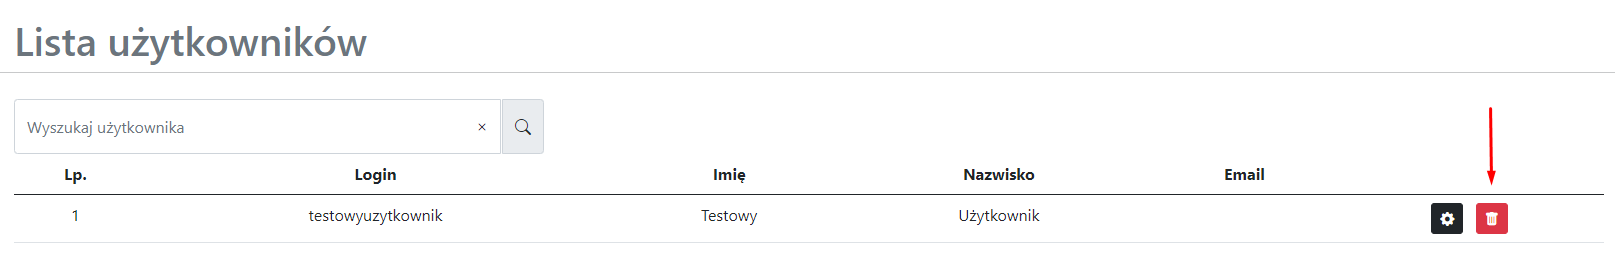 Lista użytkowników
Wyszukaj użytkownika ×
Lp. Login Imię Nazwisko Email
1 testowyuzytkownik Testowy Użytkownik